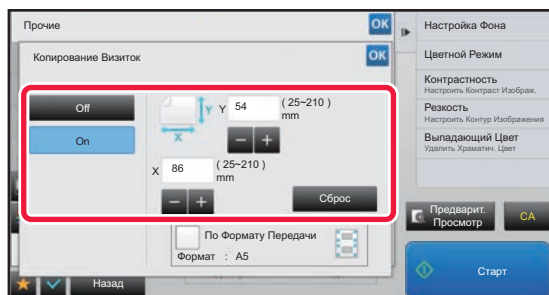 Прочие
OK
Копирование Визиток
OK
Off
On
Y
Y 54 ( 25~210 )
mm
X
X 86 ( 25~210 )
mm
Сброс
По Формату Передачи
Формат : A5
Назад
Настройка Фона
Цветной Режим
Контрастность
Настроить Контраст Изображ.
Резкость
Настроить Контур Изображения
Выпадающий Цвет
Удалить Храматич. Цвет
Предварит.
Просмотр
CA
Старт